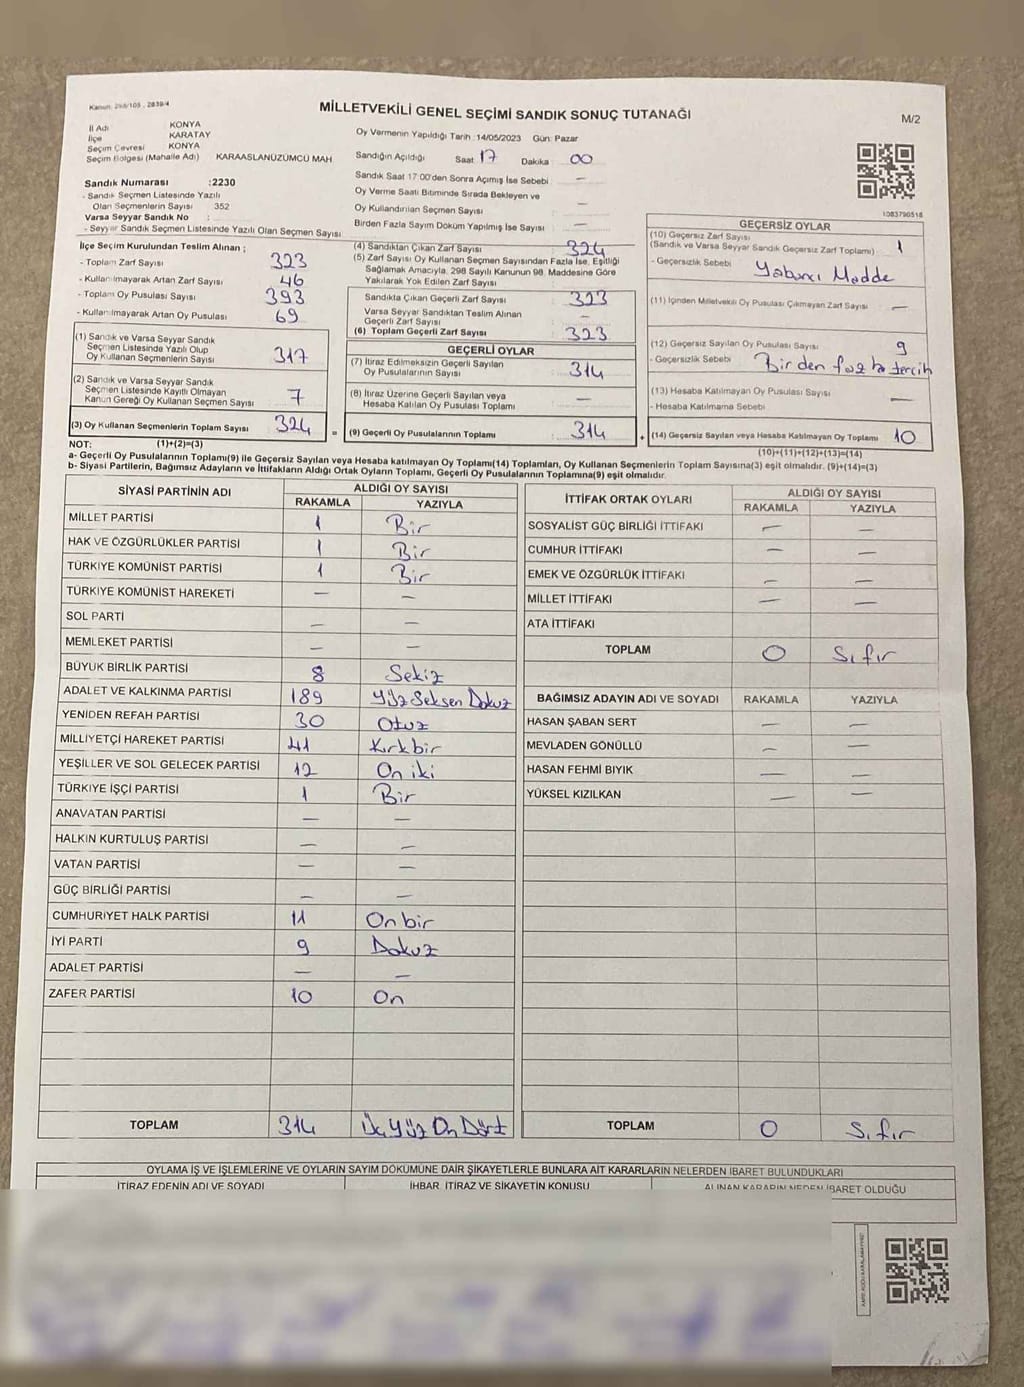 Kanun: 298/105 , 2839/4
MİLLETVEKİLİ GENEL SEÇİMİ SANDIK SONUÇ TUTANAĞI
M/2
İl Adı KONYA
İlçe KARATAY
Seçim Çevresi KONYA
Seçim Bölgesi (Mahalle Adı) KARAASLANÜZÜMCÜ MAH
Sandık Numarası :2230
- Sandık Seçmen Listesinde Yazılı
Olan Seçmenlerin Sayısı 352
Varsa Seyyar Sandık No :
- Seyyar Sandık Seçmen Listesinde Yazılı Olan Seçmen Sayısı
Oy Vermenin Yapıldığı Tarih :14/05/2023 Gün: Pazar
Sandığın Açıldığı Saat 17 Dakika 00
Sandık Saat 17:00'den Sonra Açılmış İse Sebebi : —
Oy Verme Saati Bitiminde Sırada Bekleyen ve
Oy Kullandırılan Seçmen Sayısı : —
Birden Fazla Sayım Döküm Yapılmış İse Sayısı : —
1083790518
İlçe Seçim Kurulundan Teslim Alınan ;
- Toplam Zarf Sayısı 323
- Kullanılmayarak Artan Zarf Sayısı 46
- Toplam Oy Pusulası Sayısı 393
- Kullanılmayarak Artan Oy Pusulası 69
(1) Sandık ve Varsa Seyyar Sandık
Seçmen Listesinde Yazılı Olup
Oy Kullanan Seçmenlerin Sayısı 317
(2) Sandık ve Varsa Seyyar Sandık
Seçmen Listesinde Kayıtlı Olmayan
Kanun Gereği Oy Kullanan Seçmen Sayısı 7
(3) Oy Kullanan Seçmenlerin Toplam Sayısı 324
(4) Sandıktan Çıkan Zarf Sayısı 324
(5) Zarf Sayısı Oy Kullanan Seçmen Sayısından Fazla İse, Eşitliği
Sağlamak Amacıyla, 298 Sayılı Kanunun 98. Maddesine Göre
Yakılarak Yok Edilen Zarf Sayısı
Sandıkta Çıkan Geçerli Zarf Sayısı 323
Varsa Seyyar Sandıktan Teslim Alınan
Geçerli Zarf Sayısı —
(6) Toplam Geçerli Zarf Sayısı 323
GEÇERLİ OYLAR
(7) İtiraz Edilmeksizin Geçerli Sayılan
Oy Pusulalarının Sayısı 314
(8) İtiraz Üzerine Geçerli Sayılan veya
Hesaba Katılan Oy Pusulası Toplamı —
= (9) Geçerli Oy Pusulalarının Toplamı 314
GEÇERSİZ OYLAR
(10) Geçersiz Zarf Sayısı
(Sandık ve Varsa Seyyar Sandık Geçersiz Zarf Toplamı) 1
- Geçersizlik Sebebi Yabancı Madde
(11) İçinden Milletvekili Oy Pusulası Çıkmayan Zarf Sayısı —
(12) Geçersiz Sayılan Oy Pusulası Sayısı 9
- Geçersizlik Sebebi Birden fazla tercih
(13) Hesaba Katılmayan Oy Pusulası Sayısı —
- Hesaba Katılmama Sebebi
+ (14) Geçersiz Sayılan veya Hesaba Katılmayan Oy Toplamı 10
NOT: (1)+(2)=(3)
(10)+(11)+(12)+(13)=(14)
a- Geçerli Oy Pusulalarının Toplamı(9) ile Geçersiz Sayılan veya Hesaba katılmayan Oy Toplamı(14) Toplamları, Oy Kullanan Seçmenlerin Toplam Sayısına(3) eşit olmalıdır. (9)+(14)=(3)
b- Siyasi Partilerin, Bağımsız Adayların ve İttifakların Aldığı Ortak Oyların Toplamı, Geçerli Oy Pusulalarının Toplamına(9) eşit olmalıdır.
SİYASİ PARTİNİN ADI ALDIĞI OY SAYISI
RAKAMLA YAZIYLA
MİLLET PARTİSİ 1 Bir
HAK VE ÖZGÜRLÜKLER PARTİSİ 1 Bir
TÜRKİYE KOMÜNİST PARTİSİ 1 Bir
TÜRKİYE KOMÜNİST HAREKETİ — —
SOL PARTİ — —
MEMLEKET PARTİSİ — —
BÜYÜK BİRLİK PARTİSİ 8 Sekiz
ADALET VE KALKINMA PARTİSİ 189 Yüz Seksen Dokuz
YENİDEN REFAH PARTİSİ 30 Otuz
MİLLİYETÇİ HAREKET PARTİSİ 41 Kırkbir
YEŞİLLER VE SOL GELECEK PARTİSİ 12 On iki
TÜRKİYE İŞÇİ PARTİSİ 1 Bir
ANAVATAN PARTİSİ — —
HALKIN KURTULUŞ PARTİSİ — —
VATAN PARTİSİ — —
GÜÇ BİRLİĞİ PARTİSİ — —
CUMHURİYET HALK PARTİSİ 11 On bir
İYİ PARTİ 9 Dokuz
ADALET PARTİSİ — —
ZAFER PARTİSİ 10 On
TOPLAM 314 Üç Yüz On Dört
İTTİFAK ORTAK OYLARI ALDIĞI OY SAYISI
RAKAMLA YAZIYLA
SOSYALİST GÜÇ BİRLİĞİ İTTİFAKI — —
CUMHUR İTTİFAKI — —
EMEK VE ÖZGÜRLÜK İTTİFAKI — —
MİLLET İTTİFAKI — —
ATA İTTİFAKI
TOPLAM 0 Sıfır
BAĞIMSIZ ADAYIN ADI VE SOYADI RAKAMLA YAZIYLA
HASAN ŞABAN SERT — —
MEVLADEN GÖNÜLLÜ — —
HASAN FEHMİ BIYIK — —
YÜKSEL KIZILKAN — —
TOPLAM 0 Sıfır
OYLAMA İŞ VE İŞLEMLERİNE VE OYLARIN SAYIM DÖKÜMÜNE DAİR ŞİKAYETLERLE BUNLARA AİT KARARLARIN NELERDEN İBARET BULUNDUKLARI
İTİRAZ EDENİN ADI VE SOYADI İHBAR, İTİRAZ VE ŞİKAYETİN KONUSU ALINAN KARARIN NEDEN İBARET OLDUĞU